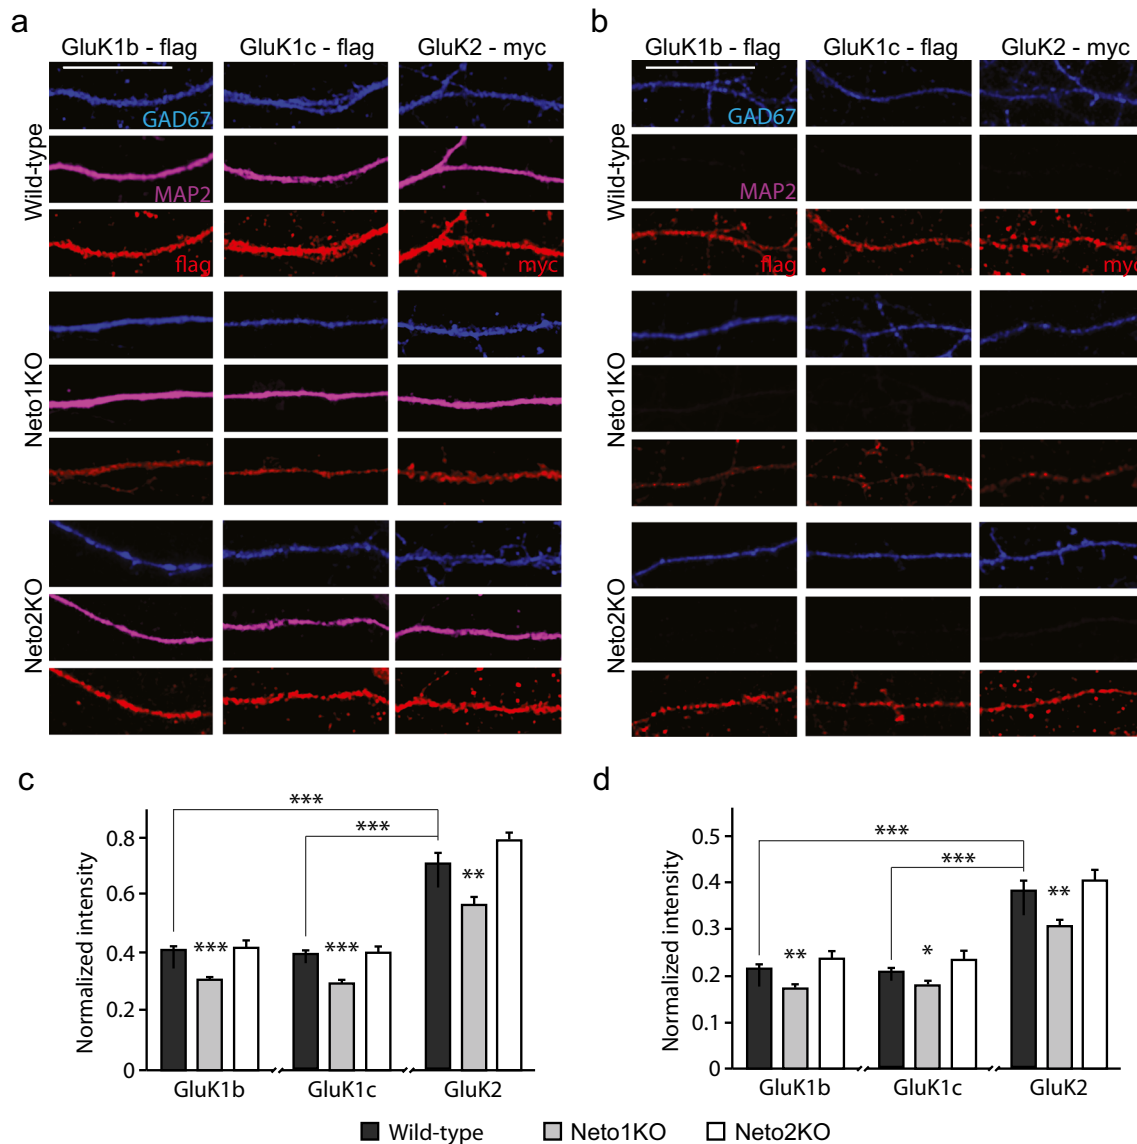 a
GluK1b - flag
GluK1c - flag
GluK2 - myc
Wild-type
GAD67
MAP2
flag
myc
Neto1KO
Neto2KO
b
GluK1b - flag
GluK1c - flag
GluK2 - myc
Wild-type
GAD67
MAP2
flag
myc
Neto1KO
Neto2KO
c
Normalized intensity
0.8
0.6
0.4
0.2
0
***
***
***
***
**
GluK1b
GluK1c
GluK2
d
Normalized intensity
0.5
0.4
0.3
0.2
0.1
0
***
***
**
*
**
GluK1b
GluK1c
GluK2
Wild-type
Neto1KO
Neto2KO